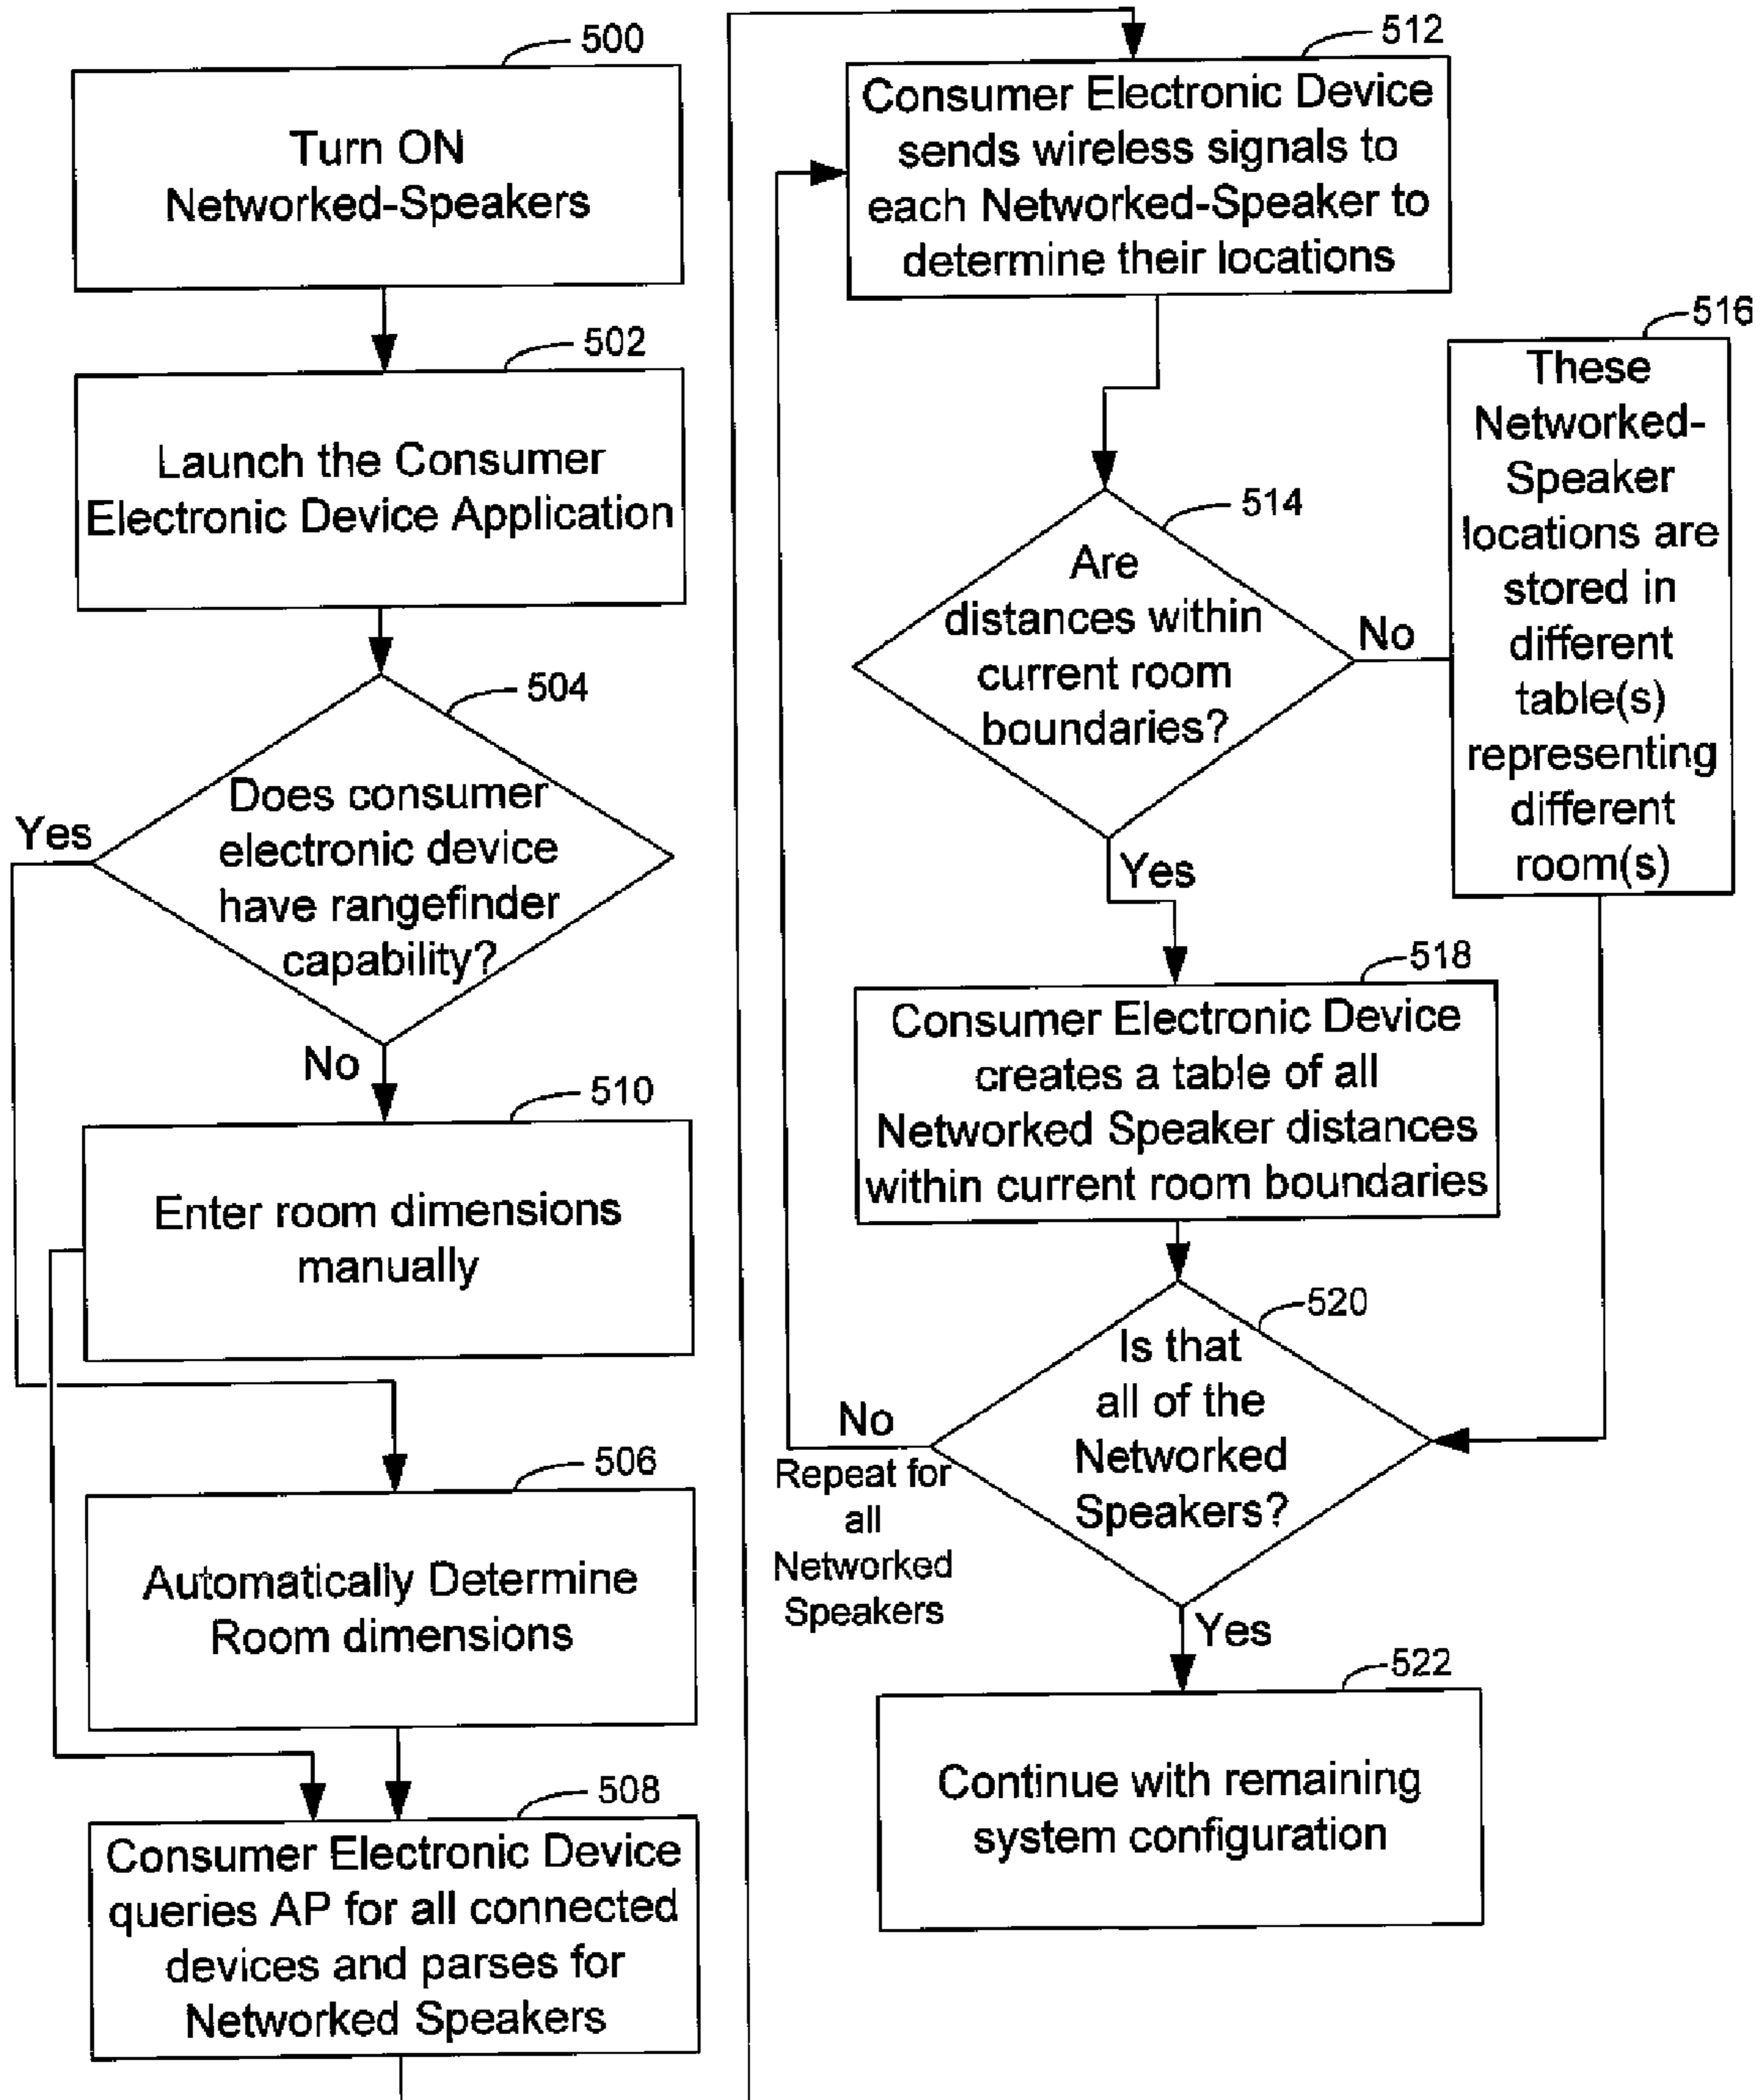 500
Turn ON
Networked-Speakers
502
Launch the Consumer
Electronic Device Application
504
Does consumer
electronic device
have rangefinder
capability?
Yes
No
510
Enter room dimensions
manually
506
Automatically Determine
Room dimensions
508
Consumer Electronic Device
queries AP for all connected
devices and parses for
Networked Speakers
512
Consumer Electronic Device
sends wireless signals to
each Networked-Speaker to
determine their locations
514
Are
distances within
current room
boundaries?
No
Yes
516
These
Networked-
Speaker
locations are
stored in
different
table(s)
representing
different
room(s)
518
Consumer Electronic Device
creates a table of all
Networked Speaker distances
within current room boundaries
520
Is that
all of the
Networked
Speakers?
No
Repeat for
all
Networked
Speakers
Yes
522
Continue with remaining
system configuration